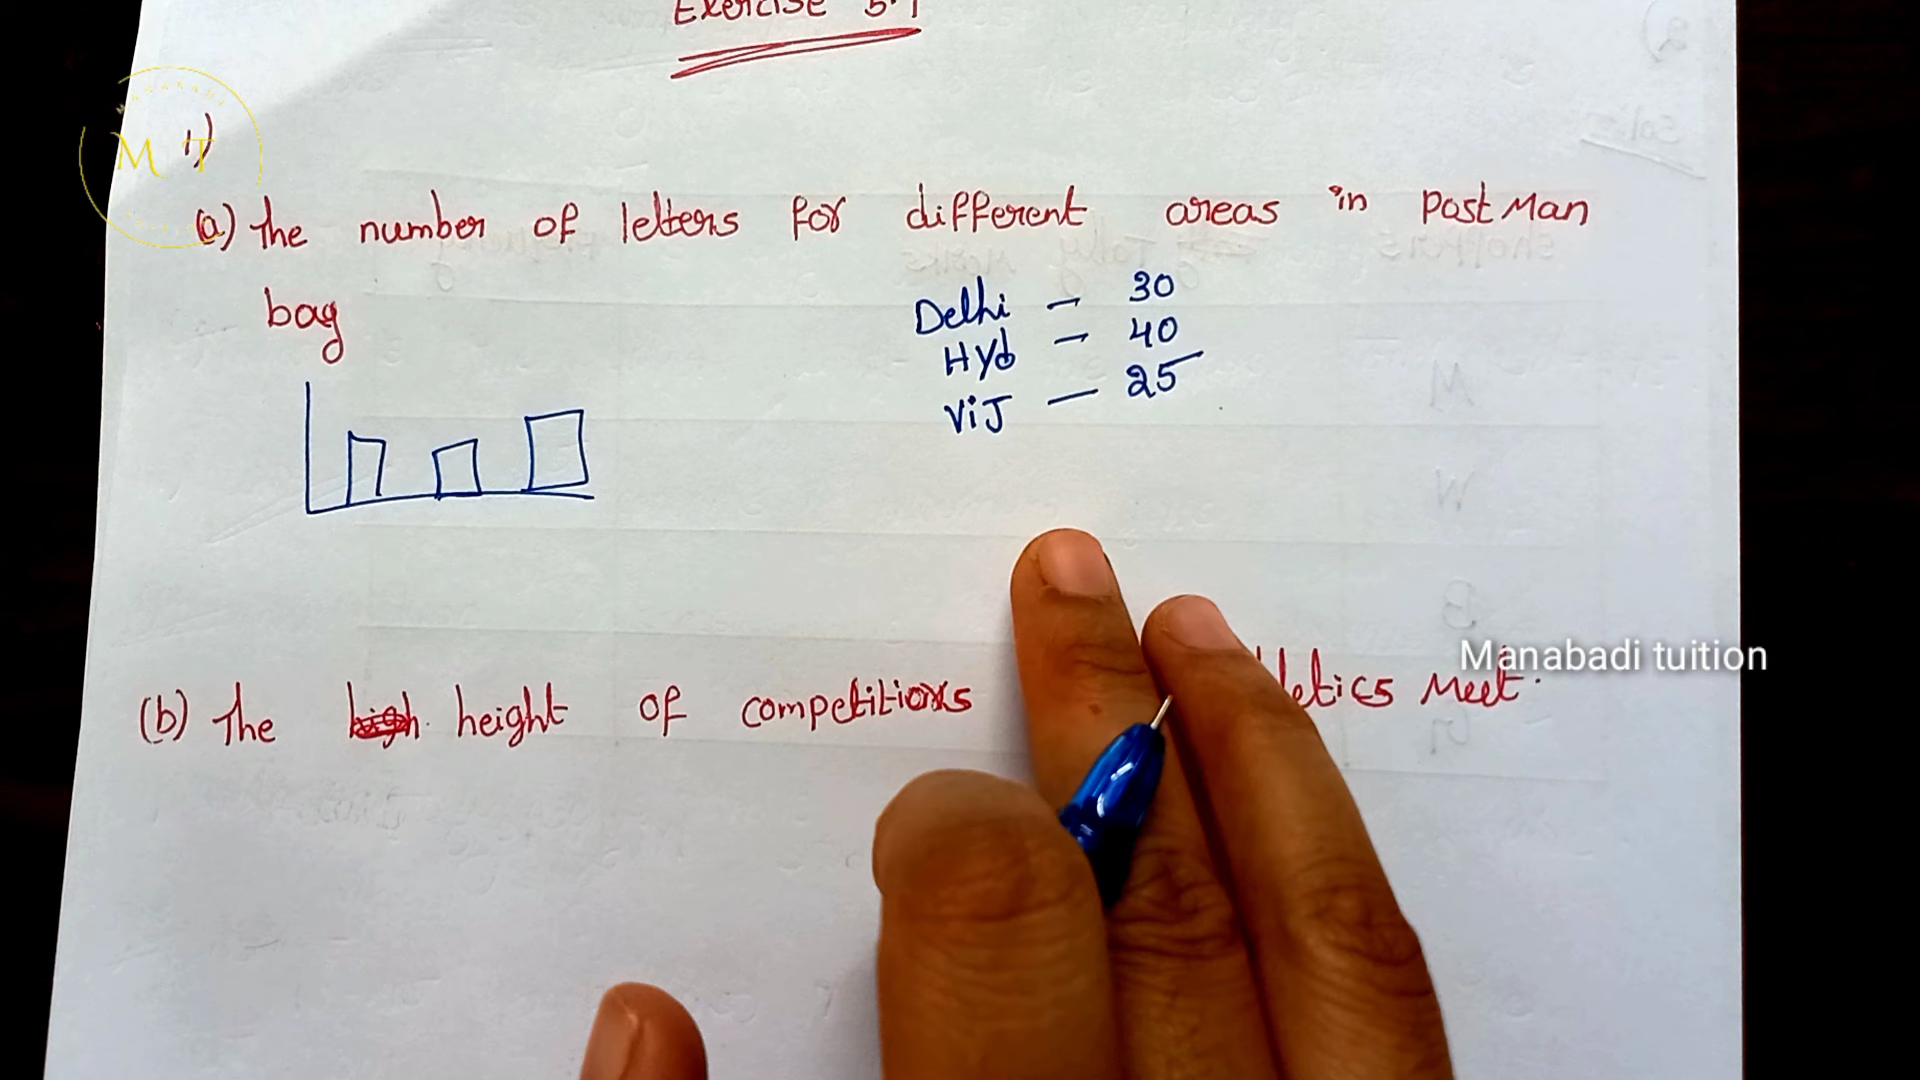 Exercise 5.1
1)
M T
(a) The number of letters for different areas in Post Man
bag
Delhi - 30
Hyd - 40
ViJ - 25
Manabadi tuition
(b) The height of competitions letics Meet.